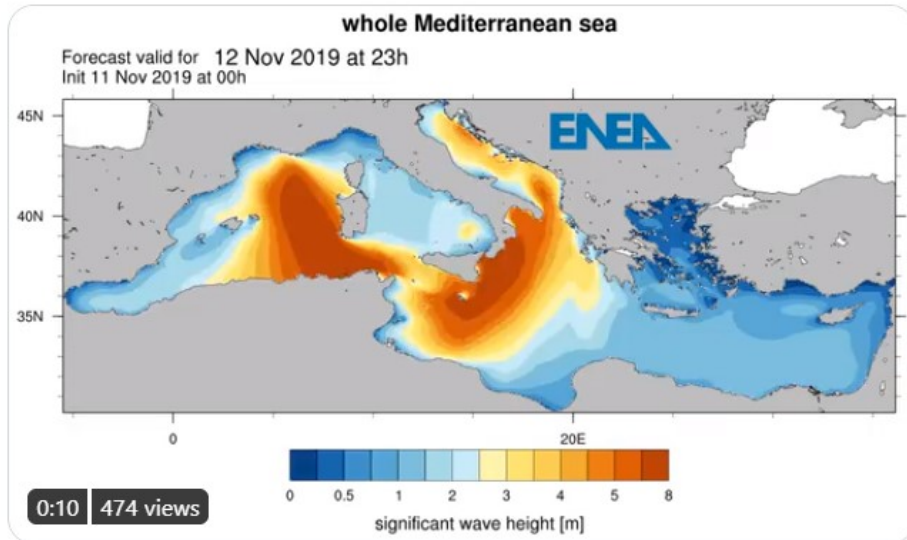 whole Mediterranean sea
Forecast valid for 12 Nov 2019 at 23h
Init 11 Nov 2019 at 00h
45N
ENEA
40N
35N
0 20E
0 0.5 1 2 3 4 5 8
significant wave height [m]
0:10 474 views